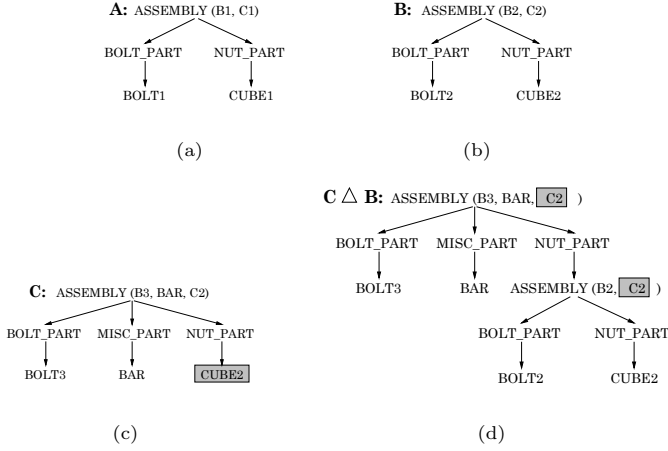 A: ASSEMBLY (B1, C1)
BOLT_PART NUT_PART
BOLT1 CUBE1
(a)
B: ASSEMBLY (B2, C2)
BOLT_PART NUT_PART
BOLT2 CUBE2
(b)
C: ASSEMBLY (B3, BAR, C2)
BOLT_PART MISC_PART NUT_PART
BOLT3 BAR CUBE2
(c)
C △ B: ASSEMBLY (B3, BAR, C2 )
BOLT_PART MISC_PART NUT_PART
BOLT3 BAR ASSEMBLY (B2, C2 )
BOLT_PART NUT_PART
BOLT2 CUBE2
(d)